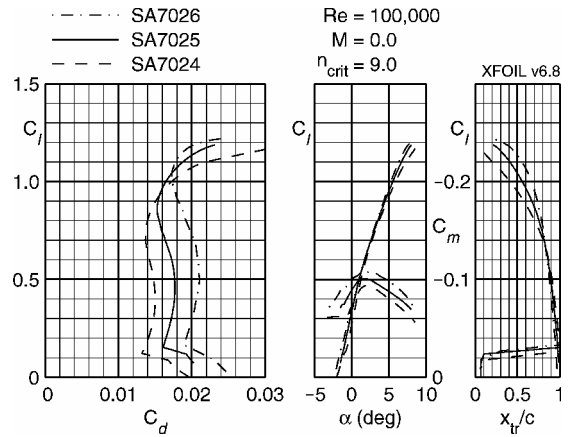 SA7026 Re = 100,000
SA7025 M = 0.0
SA7024 n_crit = 9.0 XFOIL v6.8
1.5
C_l C_l C_l
1.0 -0.2
C_m
0.5 -0.1
0
0 0.01 0.02 0.03 -5 0 5 10 0 0.5 1
C_d α (deg) x_tr/c